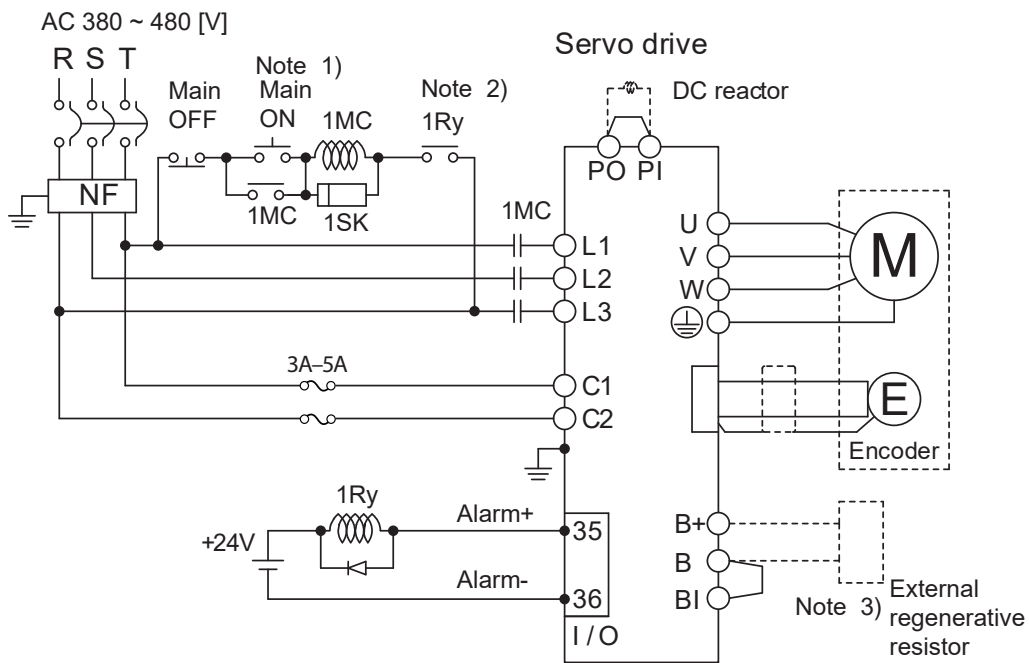 AC 380 ~ 480 [V]
R S T
Servo drive
Note 1)
Main
ON
Main
OFF
1MC
Note 2)
1Ry
DC reactor
PO PI
NF
1MC
1SK
1MC
L1
L2
L3
U
V
W
M
3A–5A
C1
C2
E
Encoder
1Ry
+24V
Alarm+
35
Alarm-
36
I / O
B+
B
BI
Note 3)
External
regenerative
resistor